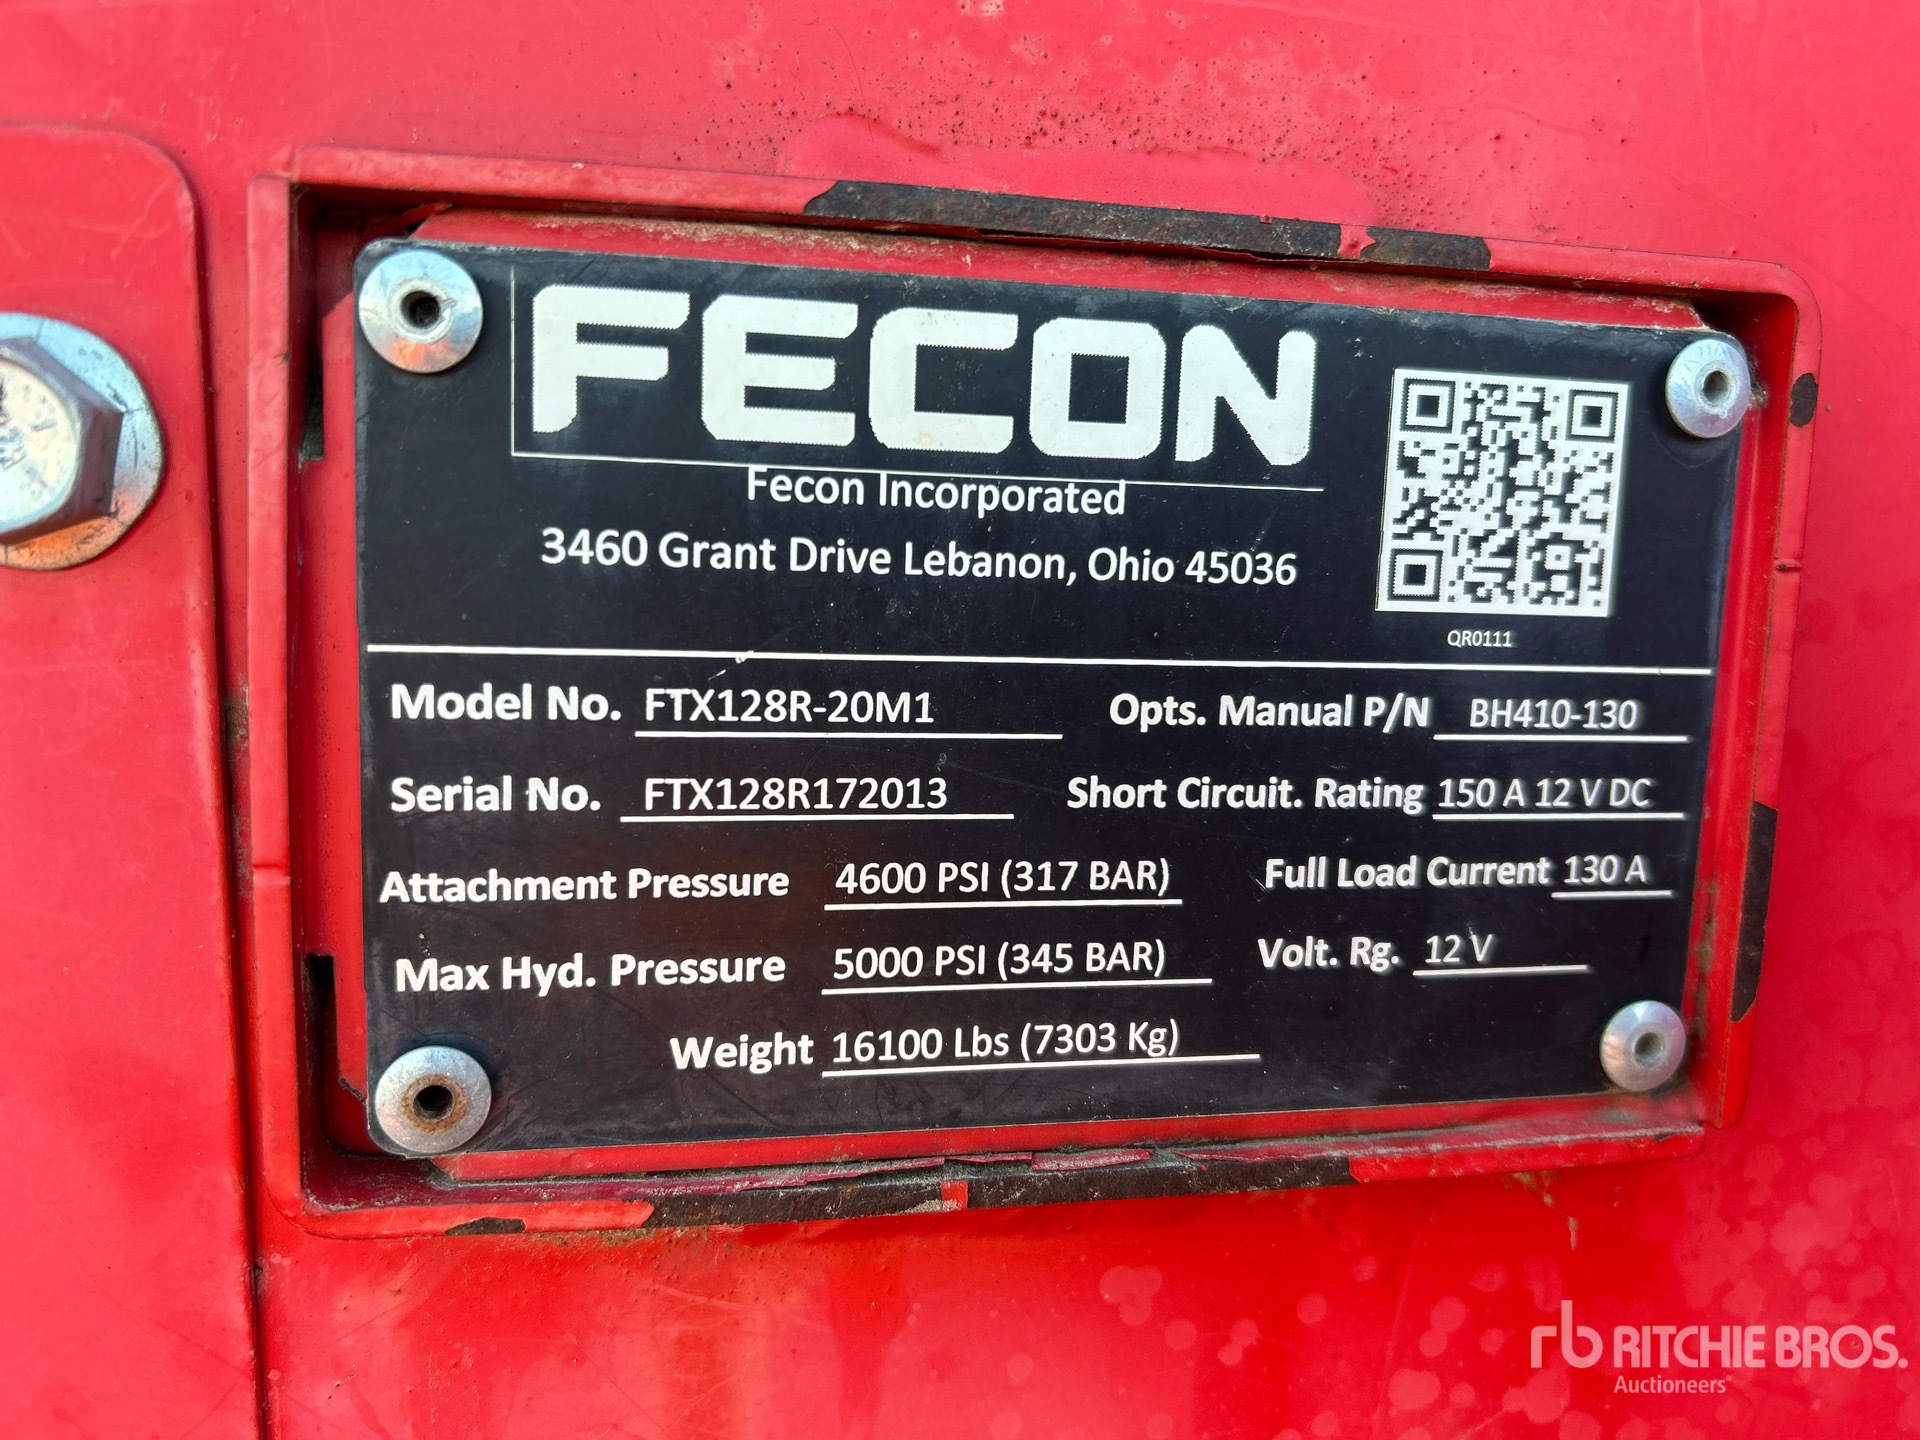 FECON
Fecon Incorporated
3460 Grant Drive Lebanon, Ohio 45036
QR0111
Model No. FTX128R-20M1 Opts. Manual P/N BH410-130
Serial No. FTX128R172013 Short Circuit. Rating 150 A 12 V DC
Attachment Pressure 4600 PSI (317 BAR) Full Load Current 130 A
Max Hyd. Pressure 5000 PSI (345 BAR) Volt. Rg. 12 V
Weight 16100 Lbs (7303 Kg)
rb RITCHIE BROS.
Auctioneers